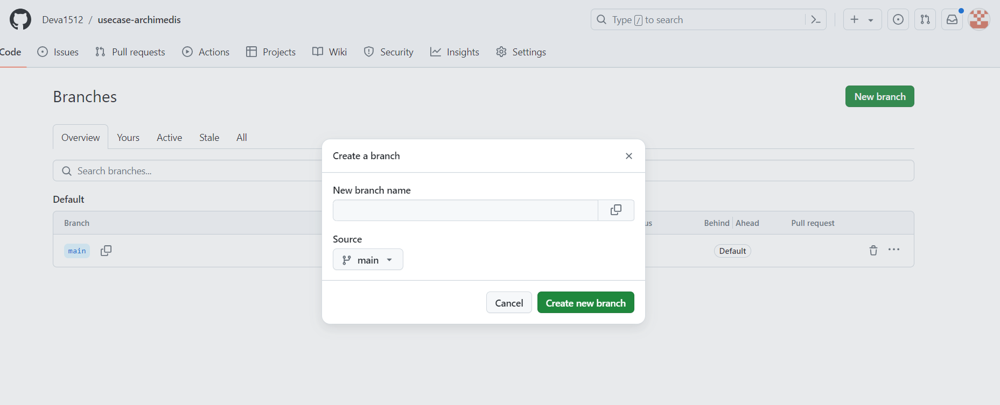 Deva1512 / usecase-archimedis
Type / to search
Code Issues Pull requests Actions Projects Wiki Security Insights Settings
Branches
New branch
Overview Yours Active Stale All
Search branches...
Default
Branch Behind Ahead Pull request
main Default
Create a branch
New branch name
Source
main
Cancel Create new branch